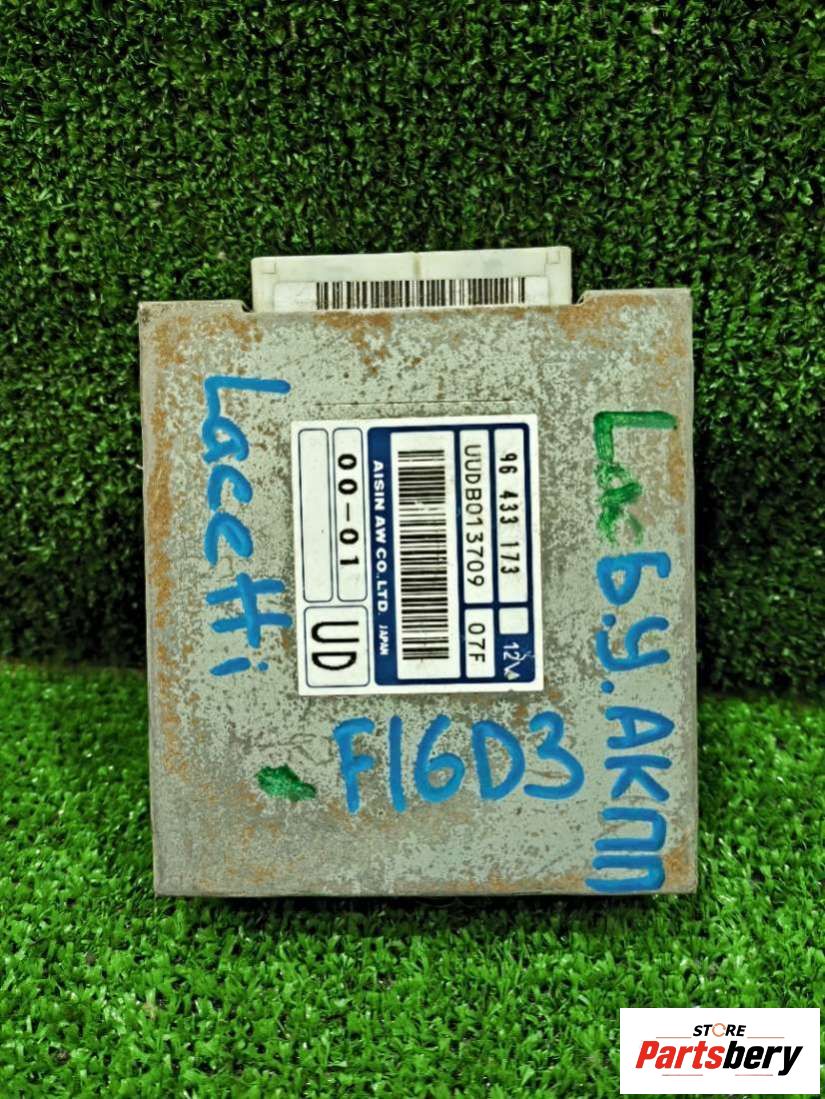 Lacetti
96 433 173
12V
UUDB013709
07F
AISIN AW CO.LTD. JAPAN
00-01
UD
Б.У.АКПП
F16D3
STORE
Partsbery